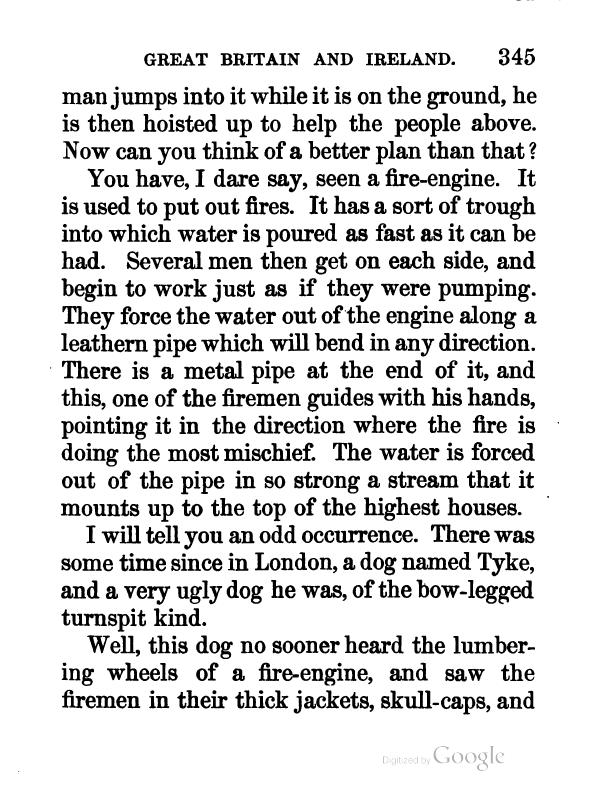 GREAT BRITAIN AND IRELAND. 345
man jumps into it while it is on the ground, he
is then hoisted up to help the people above.
Now can you think of a better plan than that?
You have, I dare say, seen a fire-engine. It
is used to put out fires. It has a sort of trough
into which water is poured as fast as it can be
had. Several men then get on each side, and
begin to work just as if they were pumping.
They force the water out of the engine along a
leathern pipe which will bend in any direction.
There is a metal pipe at the end of it, and
this, one of the firemen guides with his hands,
pointing it in the direction where the fire is
doing the most mischief. The water is forced
out of the pipe in so strong a stream that it
mounts up to the top of the highest houses.
I will tell you an odd occurrence. There was
some time since in London, a dog named Tyke,
and a very ugly dog he was, of the bow-legged
turnspit kind.
Well, this dog no sooner heard the lumber-
ing wheels of a fire-engine, and saw the
firemen in their thick jackets, skull-caps, and
Digitized by Google